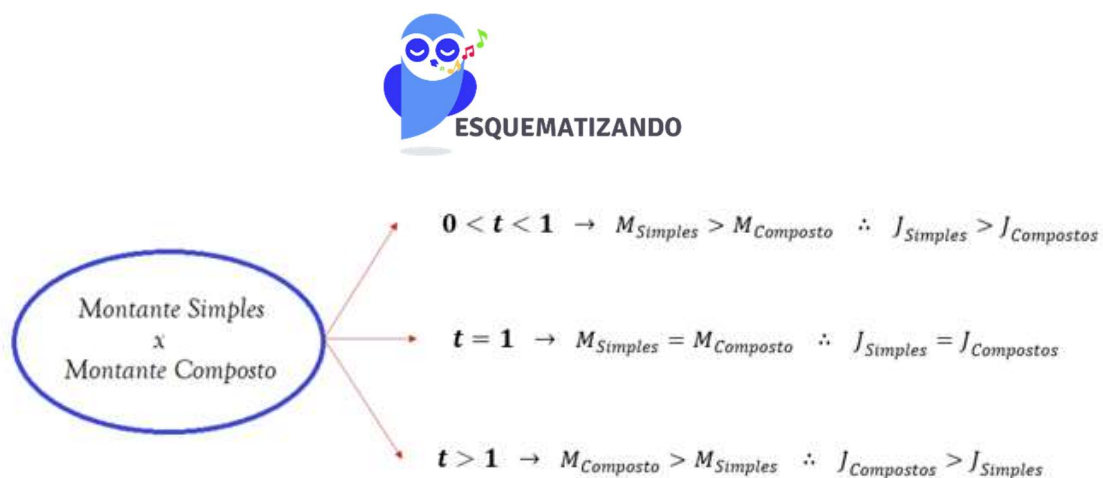 ESQUEMATIZANDO
0 < t < 1 → M_Simples > M_Composto ∴ J_Simples > J_Compostos
Montante Simples
x
Montante Composto
t = 1 → M_Simples = M_Composto ∴ J_Simples = J_Compostos
t > 1 → M_Composto > M_Simples ∴ J_Compostos > J_Simples